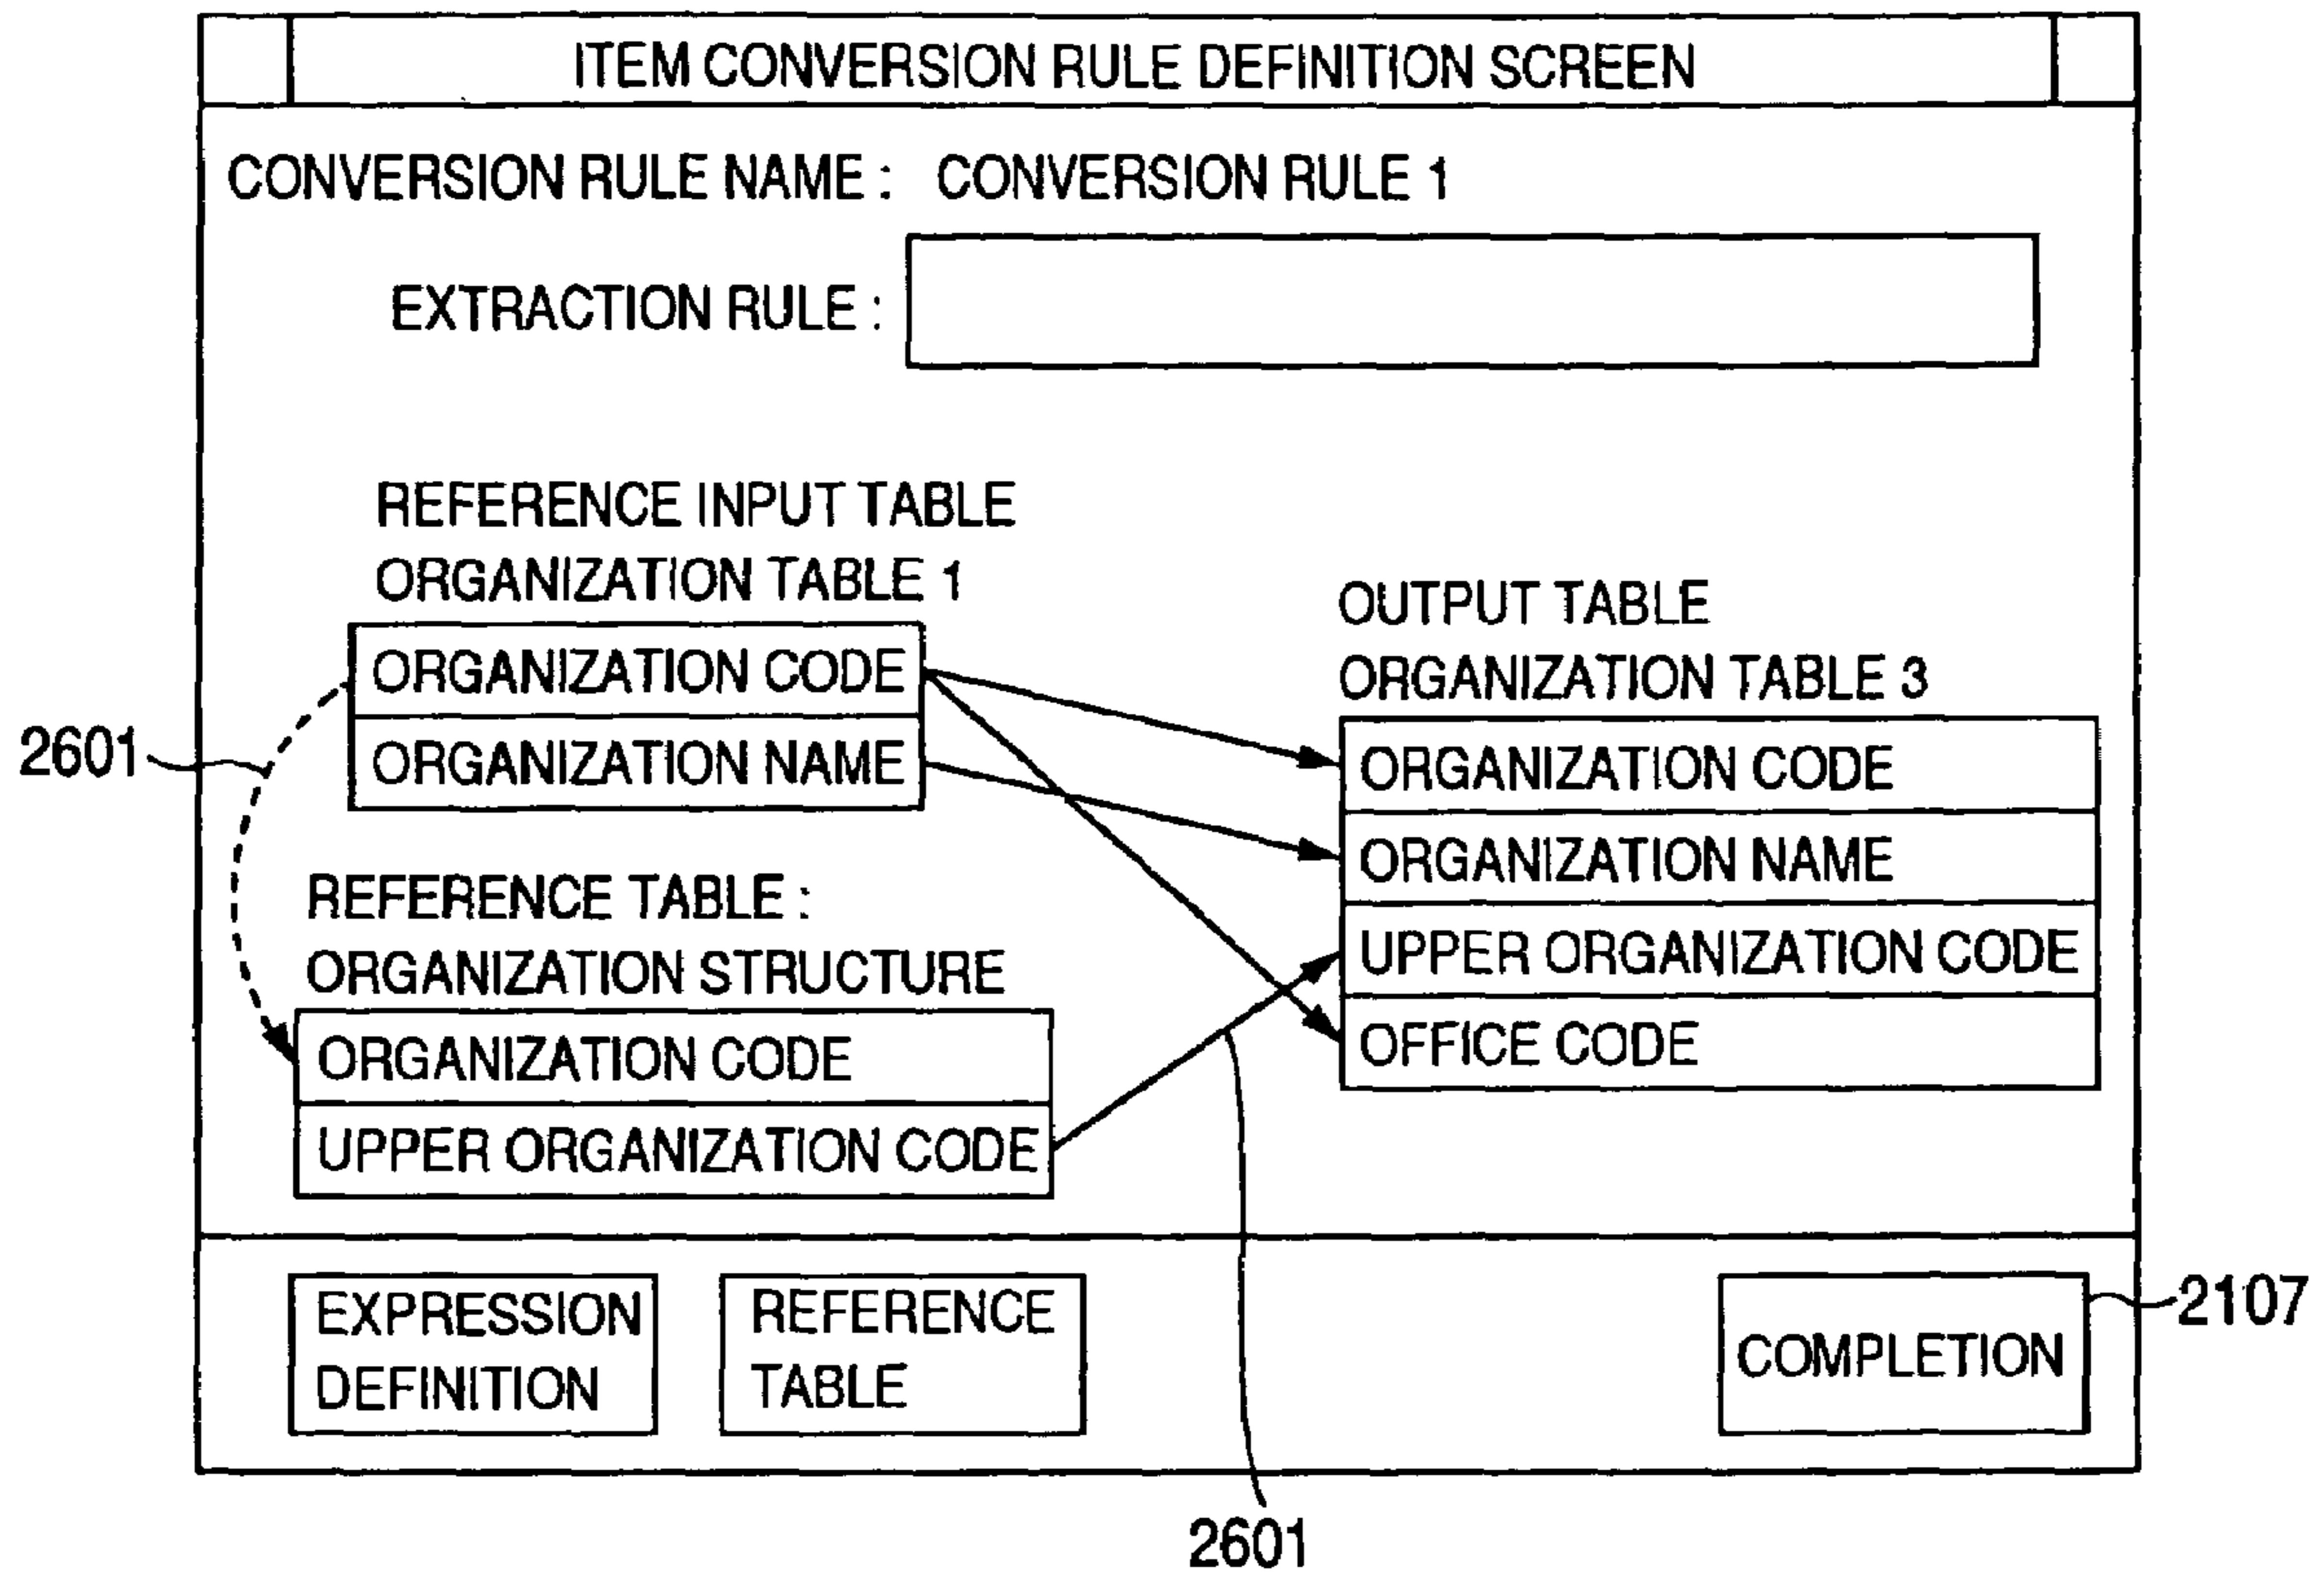 ITEM CONVERSION RULE DEFINITION SCREEN
CONVERSION RULE NAME : CONVERSION RULE 1
EXTRACTION RULE :
REFERENCE INPUT TABLE
ORGANIZATION TABLE 1
ORGANIZATION CODE
ORGANIZATION NAME
2601
REFERENCE TABLE :
ORGANIZATION STRUCTURE
ORGANIZATION CODE
UPPER ORGANIZATION CODE
OUTPUT TABLE
ORGANIZATION TABLE 3
ORGANIZATION CODE
ORGANIZATION NAME
UPPER ORGANIZATION CODE
OFFICE CODE
EXPRESSION
DEFINITION
REFERENCE
TABLE
COMPLETION
2107
2601